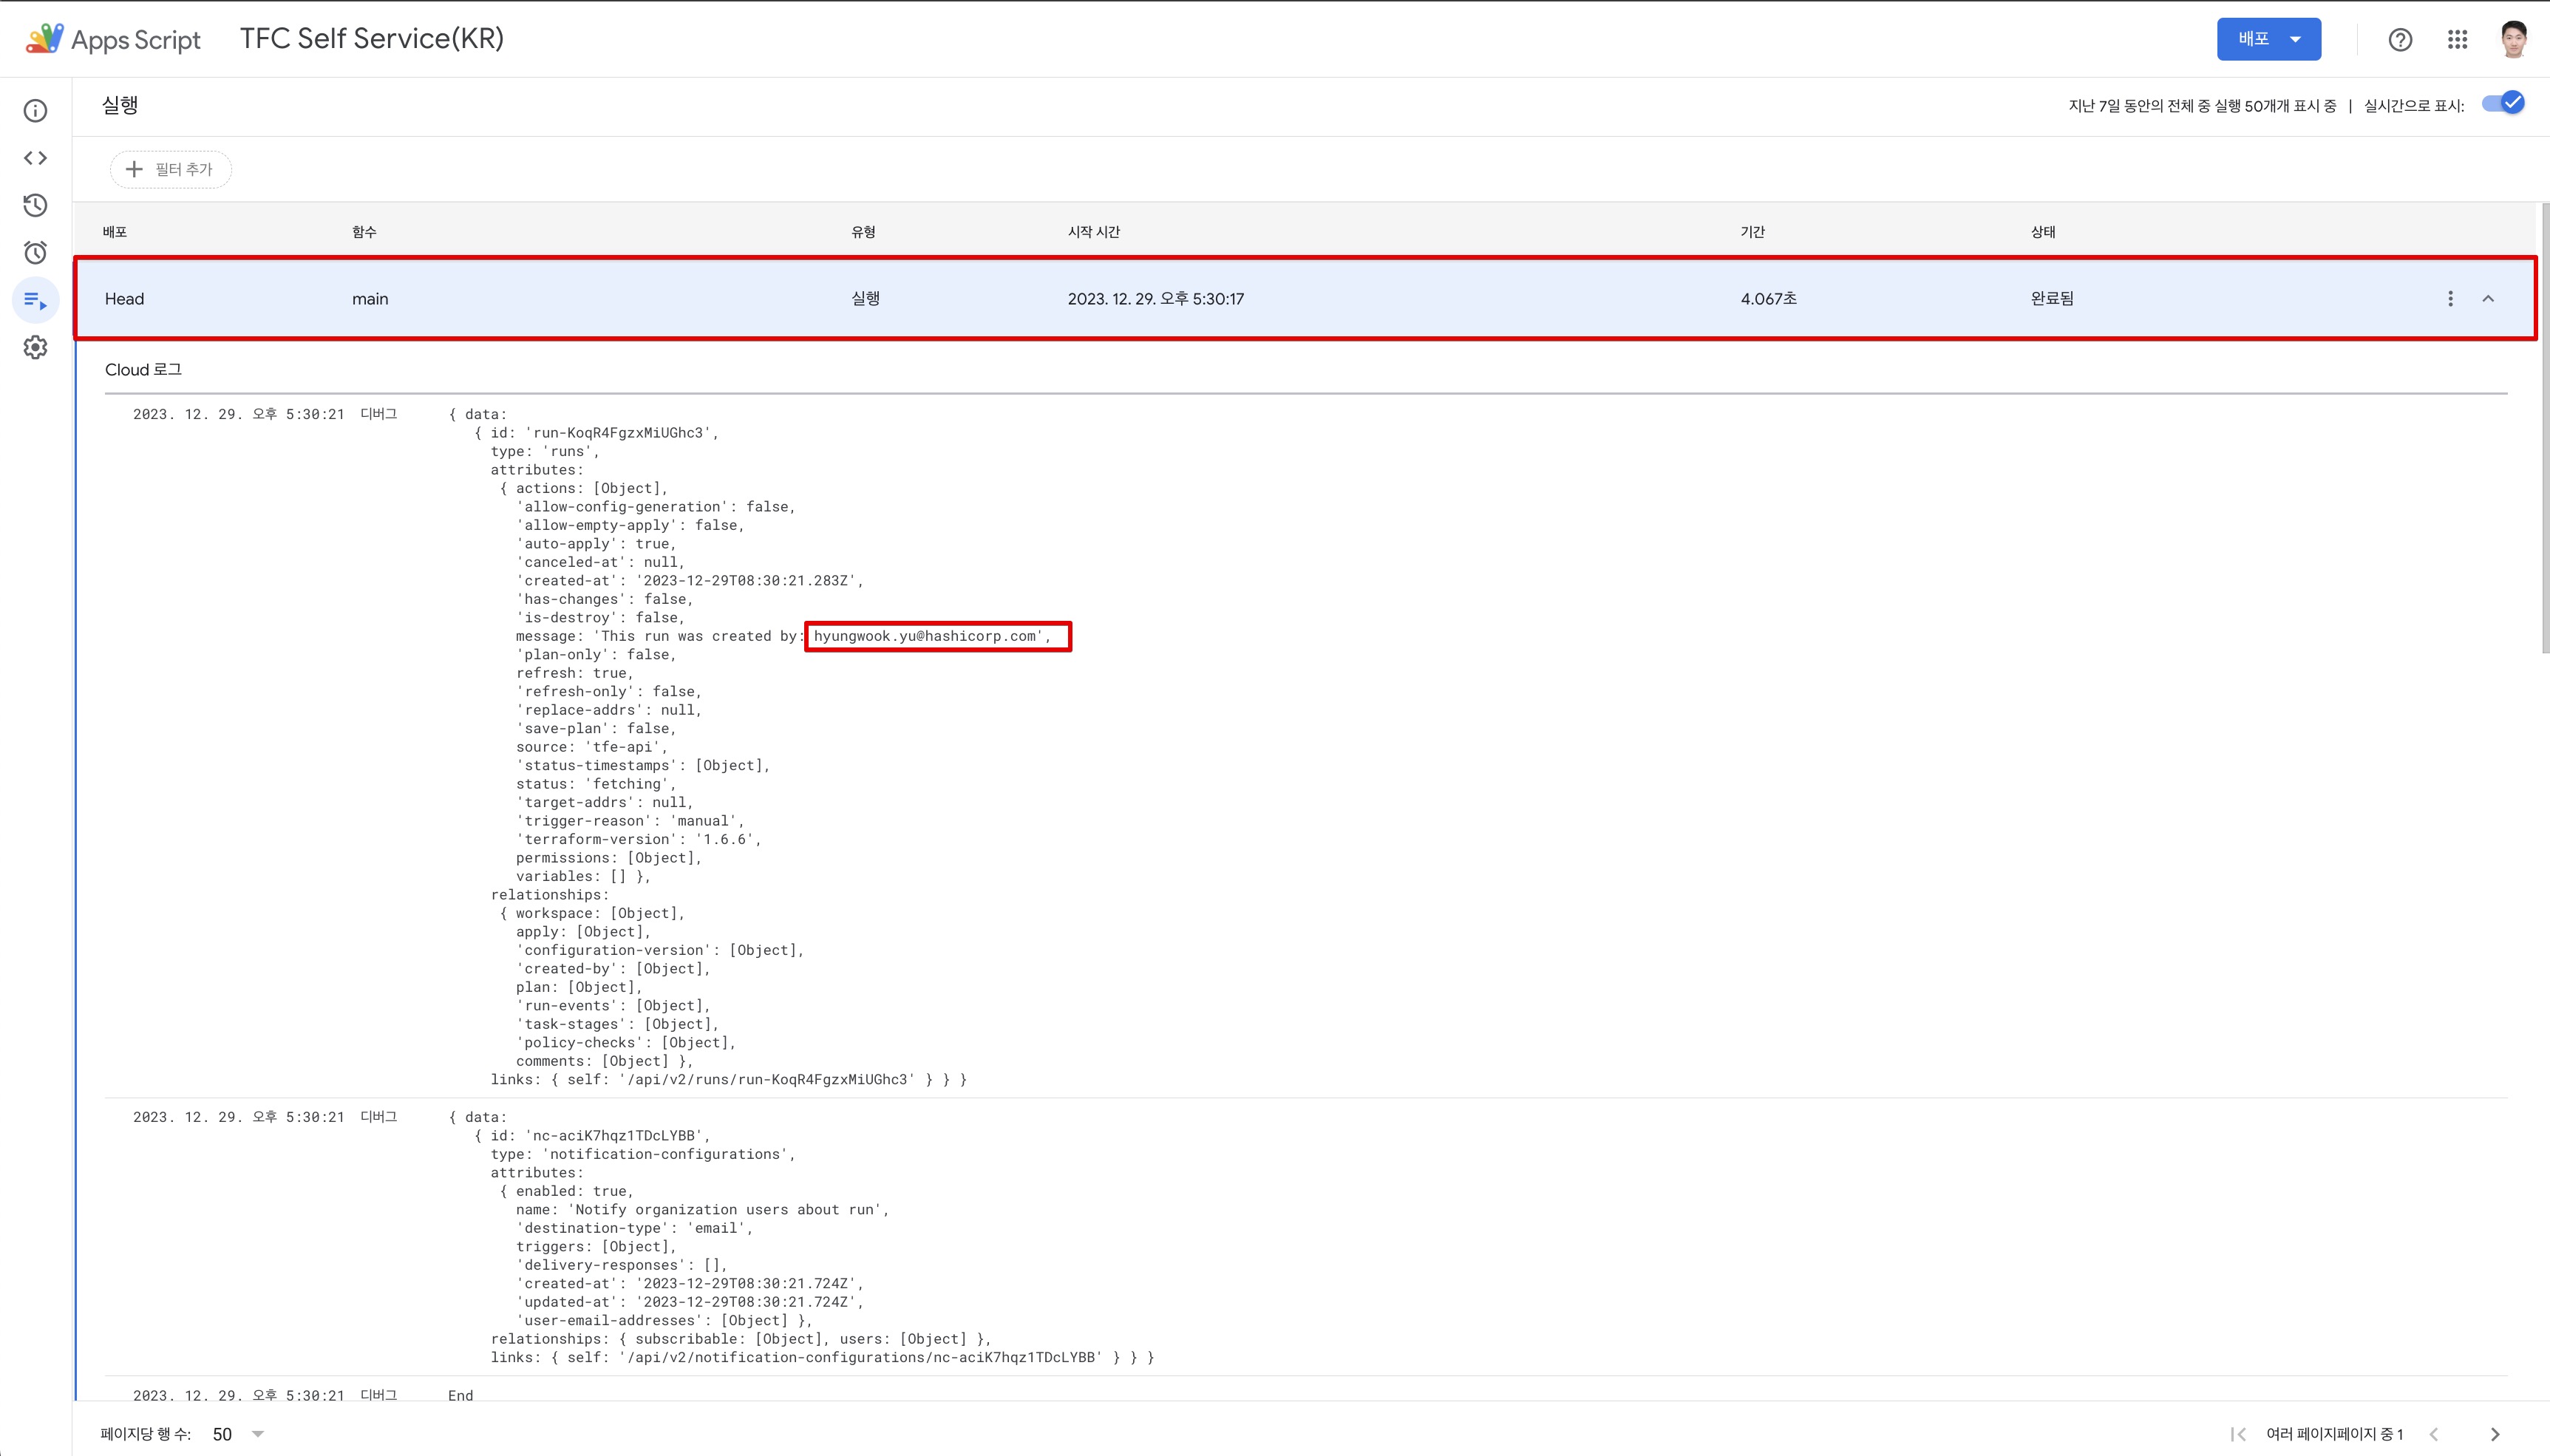 Apps Script
TFC Self Service(KR)
배포
실행
지난 7일 동안의 전체 중 실행 50개개 표시 중 | 실시간으로 표시:
필터 추가
배포 함수 유형 시작 시간 기간 상태
Head main 실행 2023. 12. 29. 오후 5:30:17 4.067초 완료됨
Cloud 로그
2023. 12. 29. 오후 5:30:21 디버그 { data:
{ id: 'run-KoqR4FgzxMiUGhc3',
type: 'runs',
attributes:
{ actions: [Object],
'allow-config-generation': false,
'allow-empty-apply': false,
'auto-apply': true,
'canceled-at': null,
'created-at': '2023-12-29T08:30:21.283Z',
'has-changes': false,
'is-destroy': false,
message: 'This run was created by: hyungwook.yu@hashicorp.com',
'plan-only': false,
refresh: true,
'refresh-only': false,
'replace-addrs': null,
'save-plan': false,
source: 'tfe-api',
'status-timestamps': [Object],
status: 'fetching',
'target-addrs': null,
'trigger-reason': 'manual',
'terraform-version': '1.6.6',
permissions: [Object],
variables: [] },
relationships:
{ workspace: [Object],
apply: [Object],
'configuration-version': [Object],
'created-by': [Object],
plan: [Object],
'run-events': [Object],
'task-stages': [Object],
'policy-checks': [Object],
comments: [Object] },
links: { self: '/api/v2/runs/run-KoqR4FgzxMiUGhc3' } } }
2023. 12. 29. 오후 5:30:21 디버그 { data:
{ id: 'nc-aciK7hqz1TDcLYBB',
type: 'notification-configurations',
attributes:
{ enabled: true,
name: 'Notify organization users about run',
'destination-type': 'email',
triggers: [Object],
'delivery-responses': [],
'created-at': '2023-12-29T08:30:21.724Z',
'updated-at': '2023-12-29T08:30:21.724Z',
'user-email-addresses': [Object] },
relationships: { subscribable: [Object], users: [Object] },
links: { self: '/api/v2/notification-configurations/nc-aciK7hqz1TDcLYBB' } } }
2023. 12. 29. 오후 5:30:21 디버그 End
페이지당 행 수: 50
여러 페이지페이지 중 1